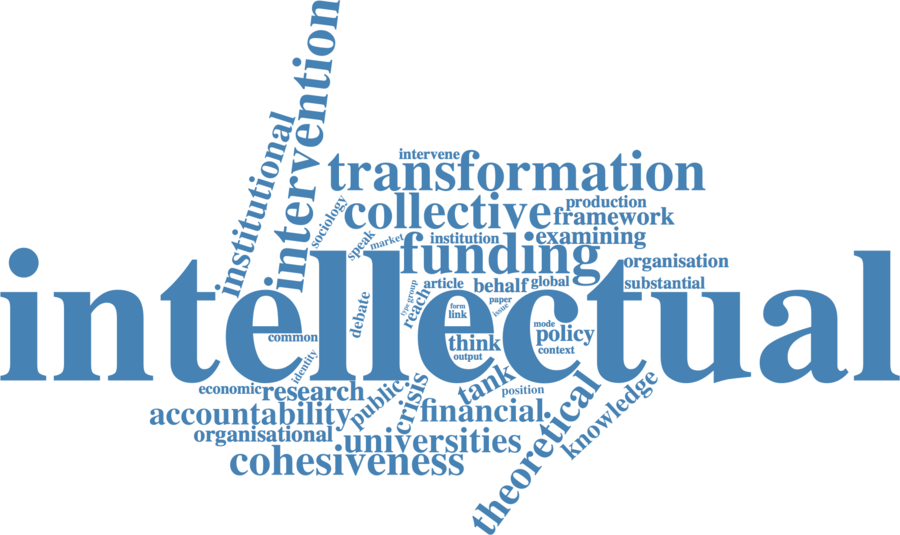 intervention
institutional
intervene
transformation
sociology
collective
production
framework
speak
market
institution
examining
funding
organisation
intellectual
type
group
reach
article
behalf
global
substantial
debate
form
link
paper
issue
common
think
output
mode
policy
context
identity
economic
research
public
crisis
tank
position
accountability
financial
theoretical
knowledge
organisational
universities
cohesiveness